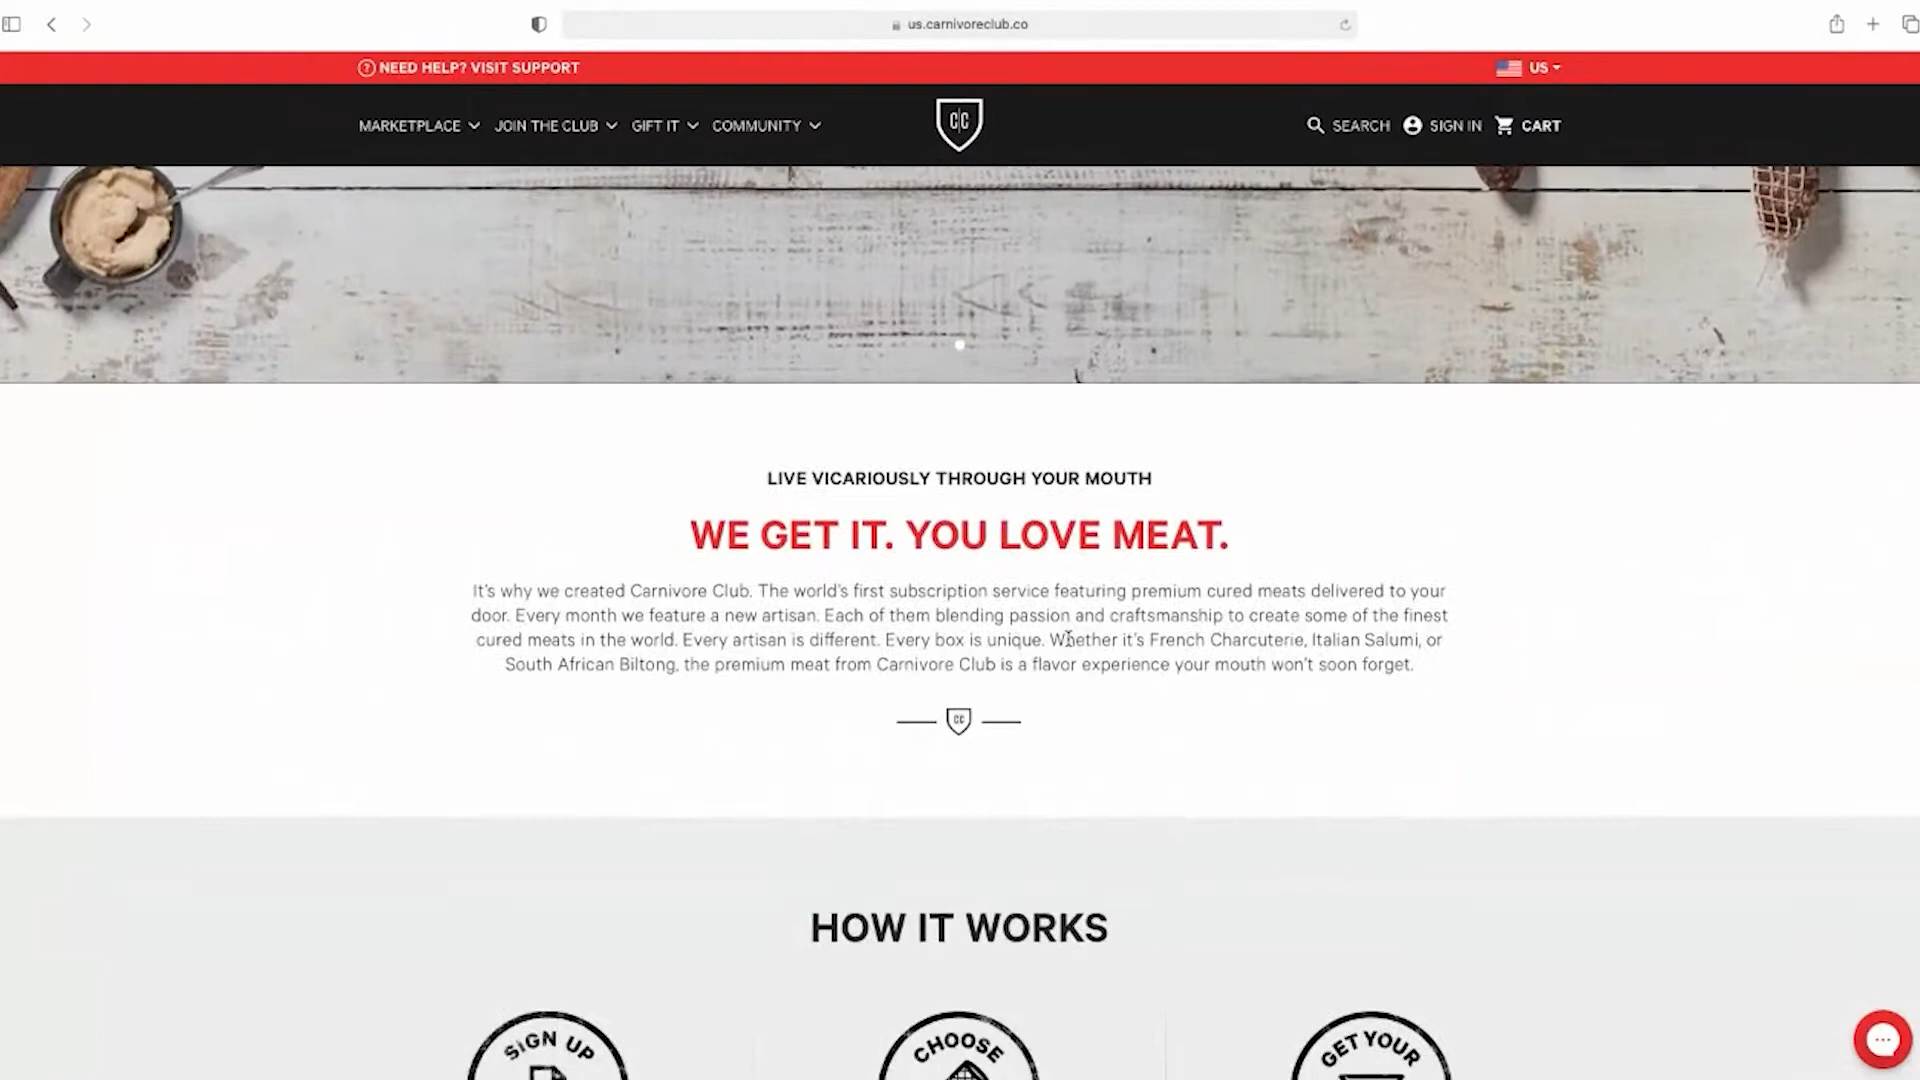 us.carnivoreclub.co
NEED HELP? VISIT SUPPORT
US
MARKETPLACE JOIN THE CLUB GIFT IT COMMUNITY
C|C
SEARCH SIGN IN CART
LIVE VICARIOUSLY THROUGH YOUR MOUTH
WE GET IT. YOU LOVE MEAT.
It's why we created Carnivore Club. The world's first subscription service featuring premium cured meats delivered to your
door. Every month we feature a new artisan. Each of them blending passion and craftsmanship to create some of the finest
cured meats in the world. Every artisan is different. Every box is unique. Whether it's French Charcuterie, Italian Salumi, or
South African Biltong, the premium meat from Carnivore Club is a flavor experience your mouth won't soon forget.
CC
HOW IT WORKS
SIGN UP
CHOOSE
GET YOUR